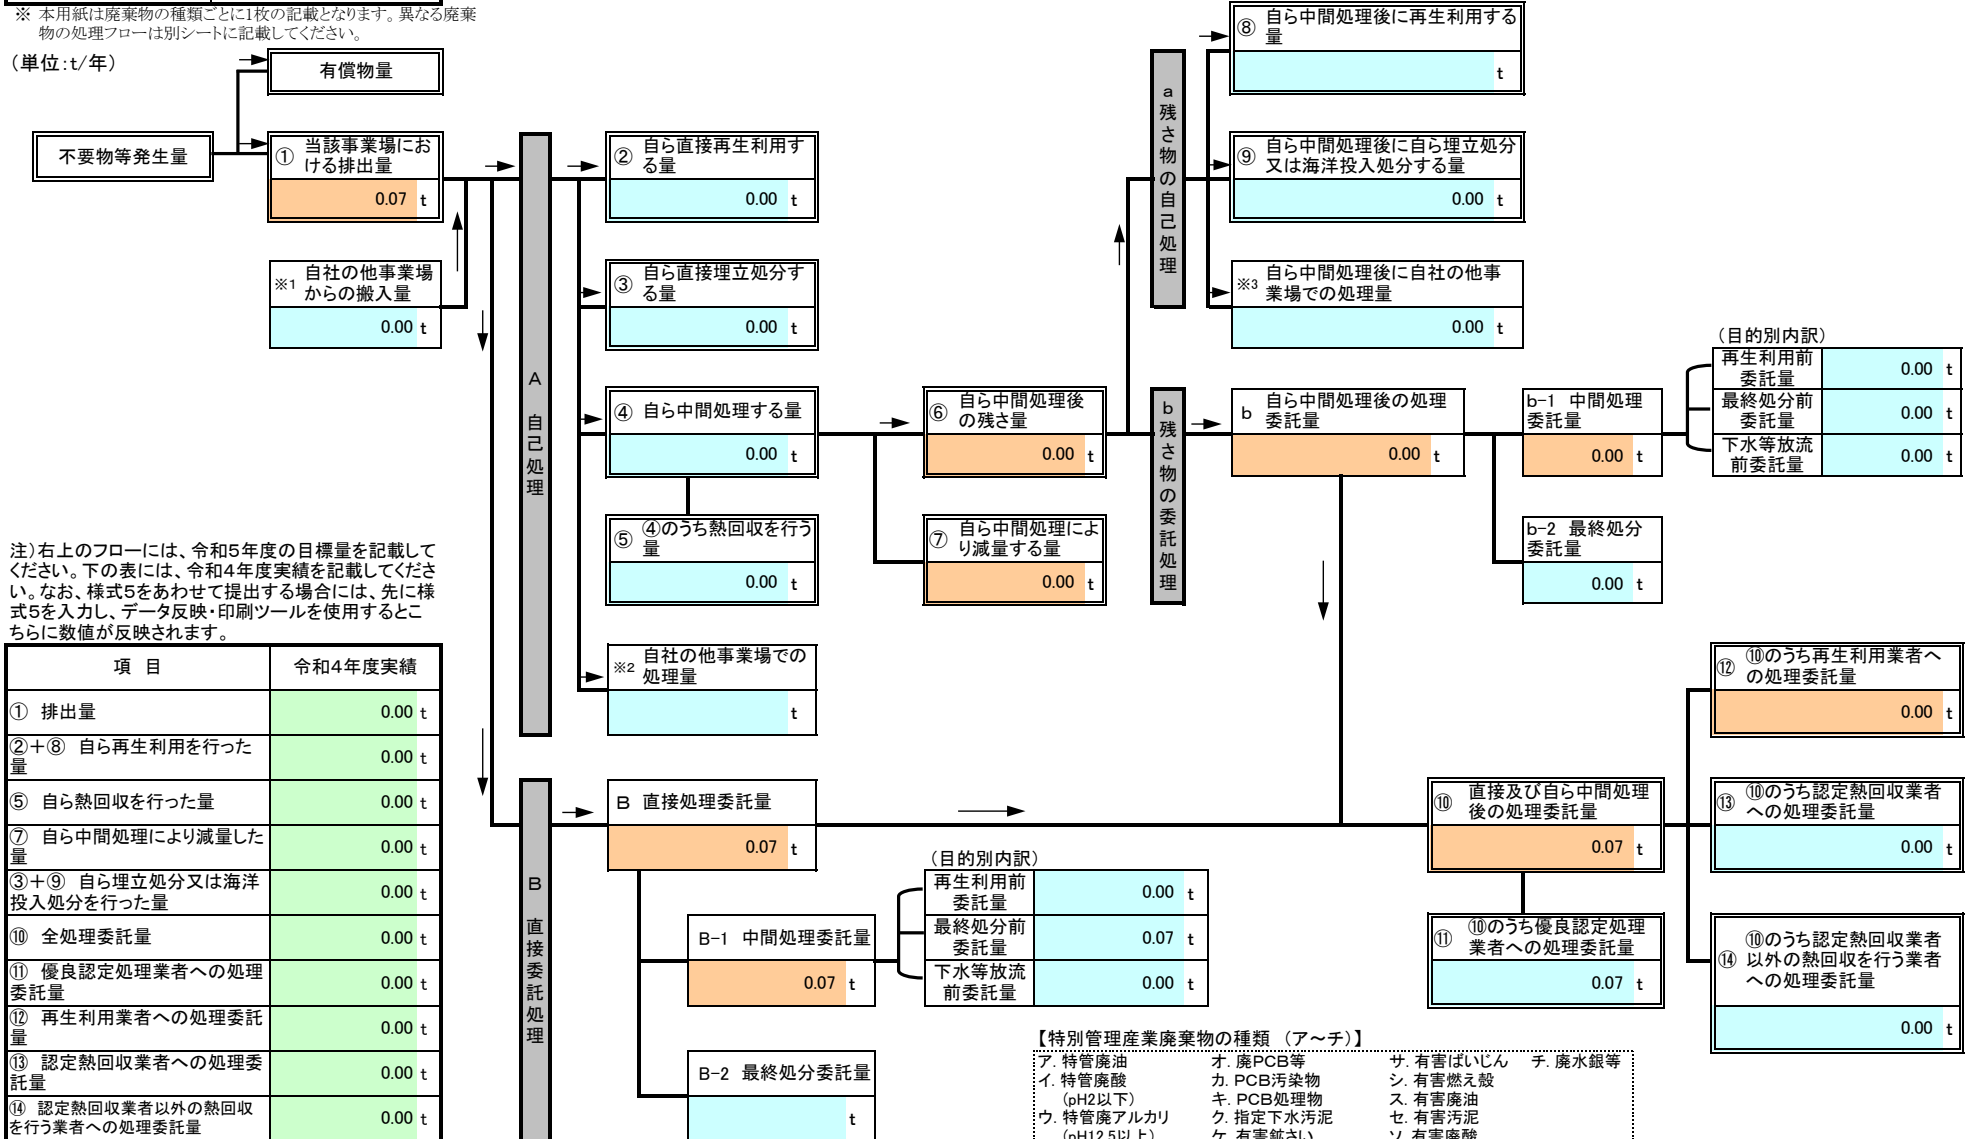 ※ 本用紙は廃棄物の種類ごとに1枚の記載となります。異なる廃棄
物の処理フローは別シートに記載してください。
(単位:t/年)
有償物量
不要物等発生量
① 当該事業場にお
ける排出量
0.07 t
※1 自社の他事業場
からの搬入量
0.00 t
A 自己処理
② 自ら直接再生利用す
る量
0.00 t
③ 自ら直接埋立処分す
る量
0.00 t
④ 自ら中間処理する量
0.00 t
⑤ ④のうち熱回収を行う
量
0.00 t
※2 自社の他事業場での
処理量
t
⑥ 自ら中間処理後
の残さ量
0.00 t
⑦ 自ら中間処理によ
り減量する量
0.00 t
a 残さ物の自己処理
⑧ 自ら中間処理後に再生利用する
量
t
⑨ 自ら中間処理後に自ら埋立処分
又は海洋投入処分する量
0.00 t
※3 自ら中間処理後に自社の他事
業場での処理量
0.00 t
b 残さ物の委託処理
b 自ら中間処理後の処理
委託量
0.00 t
b-1 中間処理
委託量
0.00 t
b-2 最終処分
委託量
0.00 t
(目的別内訳)
再生利用前
委託量
0.00 t
最終処分前
委託量
0.00 t
下水等放流
前委託量
0.00 t
注)右上のフローには、令和5年度の目標量を記載して
ください。下の表には、令和4年度実績を記載してくださ
い。なお、様式5をあわせて提出する場合には、先に様
式5を入力し、データ反映・印刷ツールを使用するとこ
ちらに数値が反映されます。
項 目 令和4年度実績
① 排出量 0.00 t
②+⑧ 自ら再生利用を行った
量 0.00 t
⑤ 自ら熱回収を行った量 0.00 t
⑦ 自ら中間処理により減量した
量 0.00 t
③+⑨ 自ら埋立処分又は海洋
投入処分を行った量 0.00 t
⑩ 全処理委託量 0.00 t
⑪ 優良認定処理業者への処理
委託量 0.00 t
⑫ 再生利用業者への処理委託
量 0.00 t
⑬ 認定熱回収業者への処理委
託量 0.00 t
⑭ 認定熱回収業者以外の熱回収
を行う業者への処理委託量 0.00 t
B 直接委託処理
B 直接処理委託量
0.07 t
B-1 中間処理委託量
0.07 t
B-2 最終処分委託量
t
(目的別内訳)
再生利用前
委託量
0.00 t
最終処分前
委託量
0.07 t
下水等放流
前委託量
0.00 t
⑩ 直接及び自ら中間処理
後の処理委託量
0.07 t
⑪ ⑩のうち優良認定処理
業者への処理委託量
0.07 t
⑫ ⑩のうち再生利用業者へ
の処理委託量
0.00 t
⑬ ⑩のうち認定熱回収業者
への処理委託量
0.00 t
⑭ ⑩のうち認定熱回収業者
以外の熱回収を行う業者
への処理委託量
0.00 t
【特別管理産業廃棄物の種類 (ア~チ)】
ア. 特管廃油 オ. 廃PCB等 サ. 有害ばいじん チ. 廃水銀等
イ. 特管廃酸 カ. PCB汚染物 シ. 有害燃え殻
(pH2以下) キ. PCB処理物 ス. 有害廃油
ウ. 特管廃アルカリ ク. 指定下水汚泥 セ. 有害汚泥
(pH12.5以上) ケ. 有害鉱さい ソ. 有害廃酸